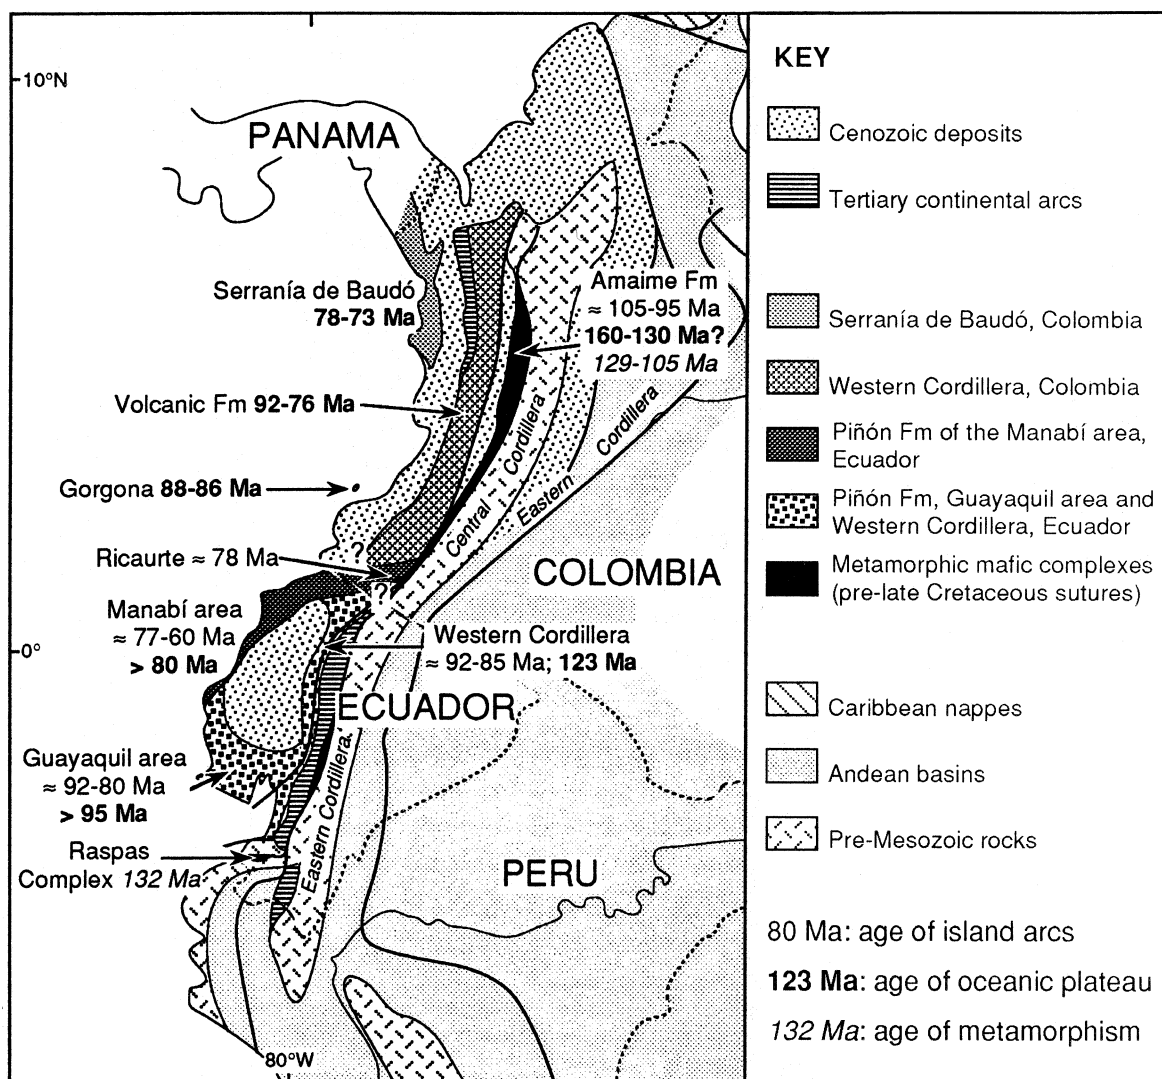 10°N
PANAMA
Serranía de Baudó
78-73 Ma
Amaime Fm
≈ 105-95 Ma
160-130 Ma?
129-105 Ma
Volcanic Fm 92-76 Ma
Gorgona 88-86 Ma
Central Cordillera
Eastern Cordillera
?
Ricaurte ≈ 78 Ma
?
COLOMBIA
Manabí area
≈ 77-60 Ma
> 80 Ma
0°
Western Cordillera
≈ 92-85 Ma; 123 Ma
ECUADOR
Guayaquil area
≈ 92-80 Ma
> 95 Ma
Eastern Cordillera
Raspas
Complex 132 Ma
PERU
80°W
KEY
Cenozoic deposits
Tertiary continental arcs
Serranía de Baudó, Colombia
Western Cordillera, Colombia
Piñón Fm of the Manabí area,
Ecuador
Piñón Fm, Guayaquil area and
Western Cordillera, Ecuador
Metamorphic mafic complexes
(pre-late Cretaceous sutures)
Caribbean nappes
Andean basins
Pre-Mesozoic rocks
80 Ma: age of island arcs
123 Ma: age of oceanic plateau
132 Ma: age of metamorphism